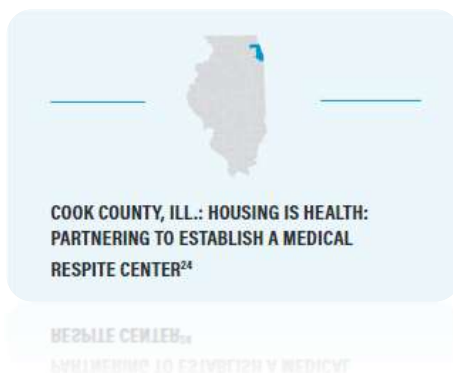 COOK COUNTY, ILL.: HOUSING IS HEALTH:
PARTNERING TO ESTABLISH A MEDICAL
RESPITE CENTER24